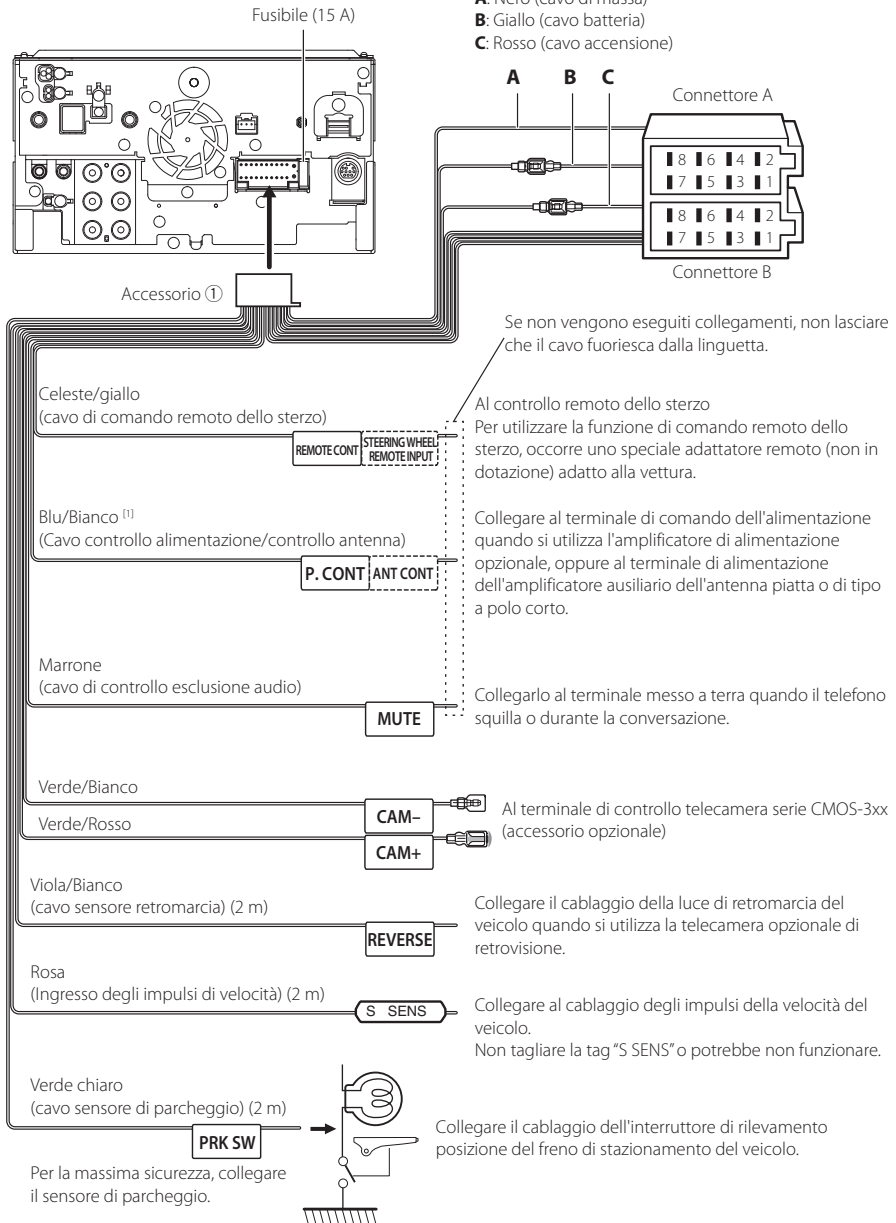 Fusibile (15 A)
A: Nero (cavo di massa)
B: Giallo (cavo batteria)
C: Rosso (cavo accensione)
A B C
Connettore A
8 6 4 2
7 5 3 1
8 6 4 2
7 5 3 1
Connettore B
Accessorio ①
Se non vengono eseguiti collegamenti, non lasciare
che il cavo fuoriesca dalla linguetta.
Celeste/giallo
(cavo di comando remoto dello sterzo)
REMOTE CONT
STEERING WHEEL
REMOTE INPUT
Al controllo remoto dello sterzo
Per utilizzare la funzione di comando remoto dello
sterzo, occorre uno speciale adattatore remoto (non in
dotazione) adatto alla vettura.
Blu/Bianco [1]
(Cavo controllo alimentazione/controllo antenna)
P. CONT ANT CONT
Collegare al terminale di comando dell'alimentazione
quando si utilizza l'amplificatore di alimentazione
opzionale, oppure al terminale di alimentazione
dell'amplificatore ausiliario dell'antenna piatta o di tipo
a polo corto.
Marrone
(cavo di controllo esclusione audio)
MUTE
Collegarlo al terminale messo a terra quando il telefono
squilla o durante la conversazione.
Verde/Bianco
CAM–
Verde/Rosso
CAM+
Al terminale di controllo telecamera serie CMOS-3xx
(accessorio opzionale)
Viola/Bianco
(cavo sensore retromarcia) (2 m)
REVERSE
Collegare il cablaggio della luce di retromarcia del
veicolo quando si utilizza la telecamera opzionale di
retrovisione.
Rosa
(Ingresso degli impulsi di velocità) (2 m)
S SENS
Collegare al cablaggio degli impulsi della velocità del
veicolo.
Non tagliare la tag “S SENS” o potrebbe non funzionare.
Verde chiaro
(cavo sensore di parcheggio) (2 m)
PRK SW
Per la massima sicurezza, collegare
il sensore di parcheggio.
Collegare il cablaggio dell'interruttore di rilevamento
posizione del freno di stazionamento del veicolo.